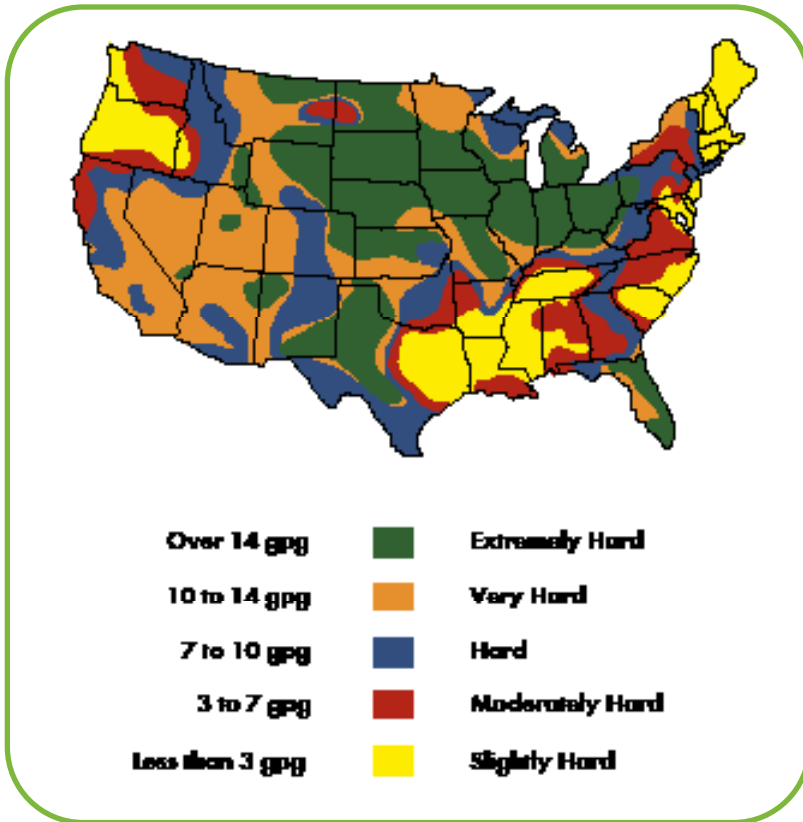 Over 14 gpg Extremely Hard
10 to 14 gpg Very Hard
7 to 10 gpg Hard
3 to 7 gpg Moderately Hard
Less than 3 gpg Slightly Hard